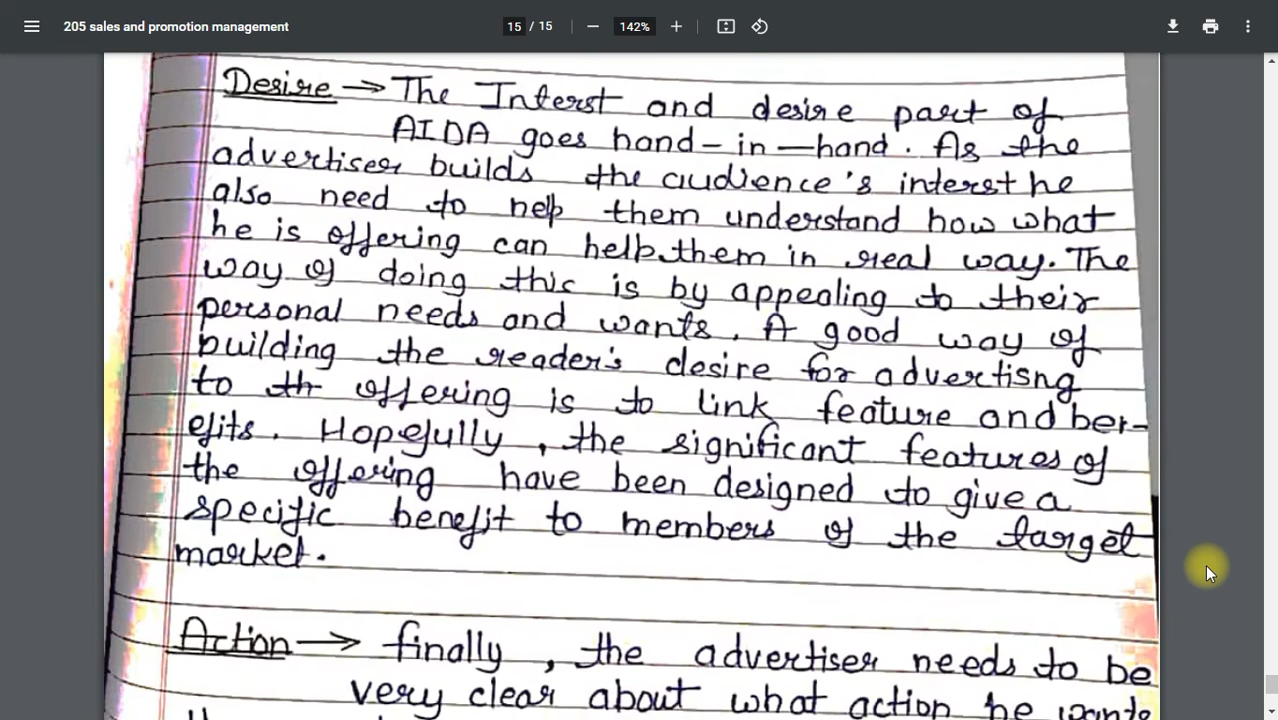 205 sales and promotion management
15 / 15
142%
Desire → The Interst and desire part of
AIDA goes hand-in-hand. As the
advertiser builds the audience's interst he
also need to help them understand how what
he is offering can help them in real way. The
way of doing this is by appealing to their
personal needs and wants. A good way of
building the reader's desire for advertisng
to th offering is to link feature and ber-
efits. Hopefully, the significant features of
the offering have been designed to give a
specific benefit to members of the target
market.
Action → finally, the advertiser needs to be
very clear about what action he wants